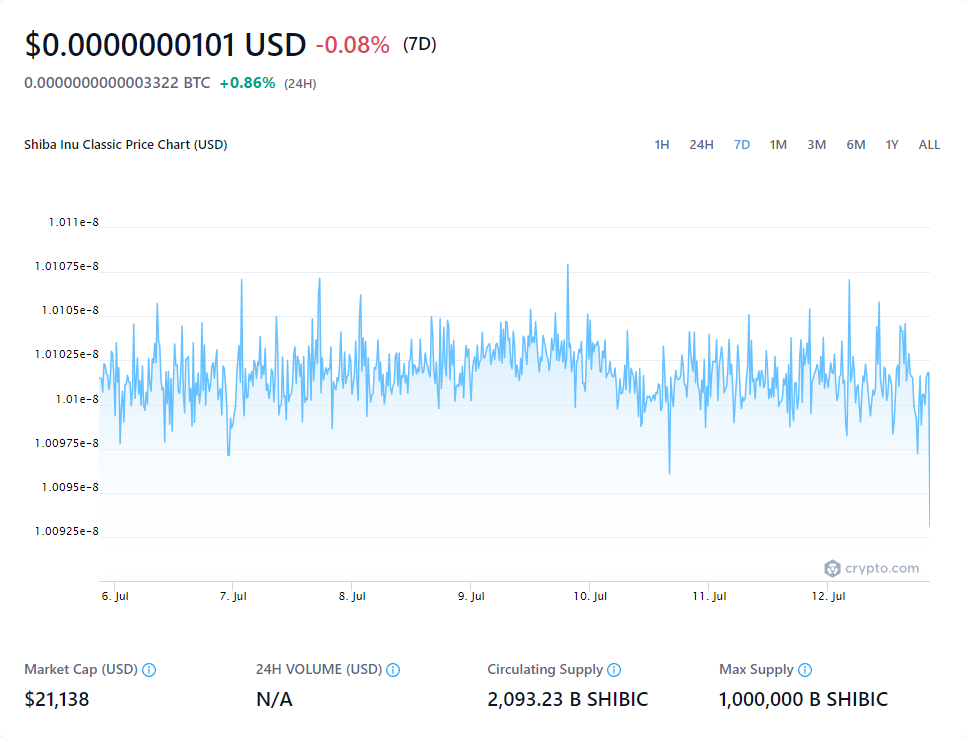 $0.0000000101 USD -0.08% (7D)
0.0000000000003322 BTC +0.86% (24H)
Shiba Inu Classic Price Chart (USD)
1H 24H 7D 1M 3M 6M 1Y ALL
1.011e-8
1.01075e-8
1.0105e-8
1.01025e-8
1.01e-8
1.00975e-8
1.0095e-8
1.00925e-8
crypto.com
6. Jul 7. Jul 8. Jul 9. Jul 10. Jul 11. Jul 12. Jul
Market Cap (USD) 24H VOLUME (USD) Circulating Supply Max Supply
$21,138 N/A 2,093.23 B SHIBIC 1,000,000 B SHIBIC